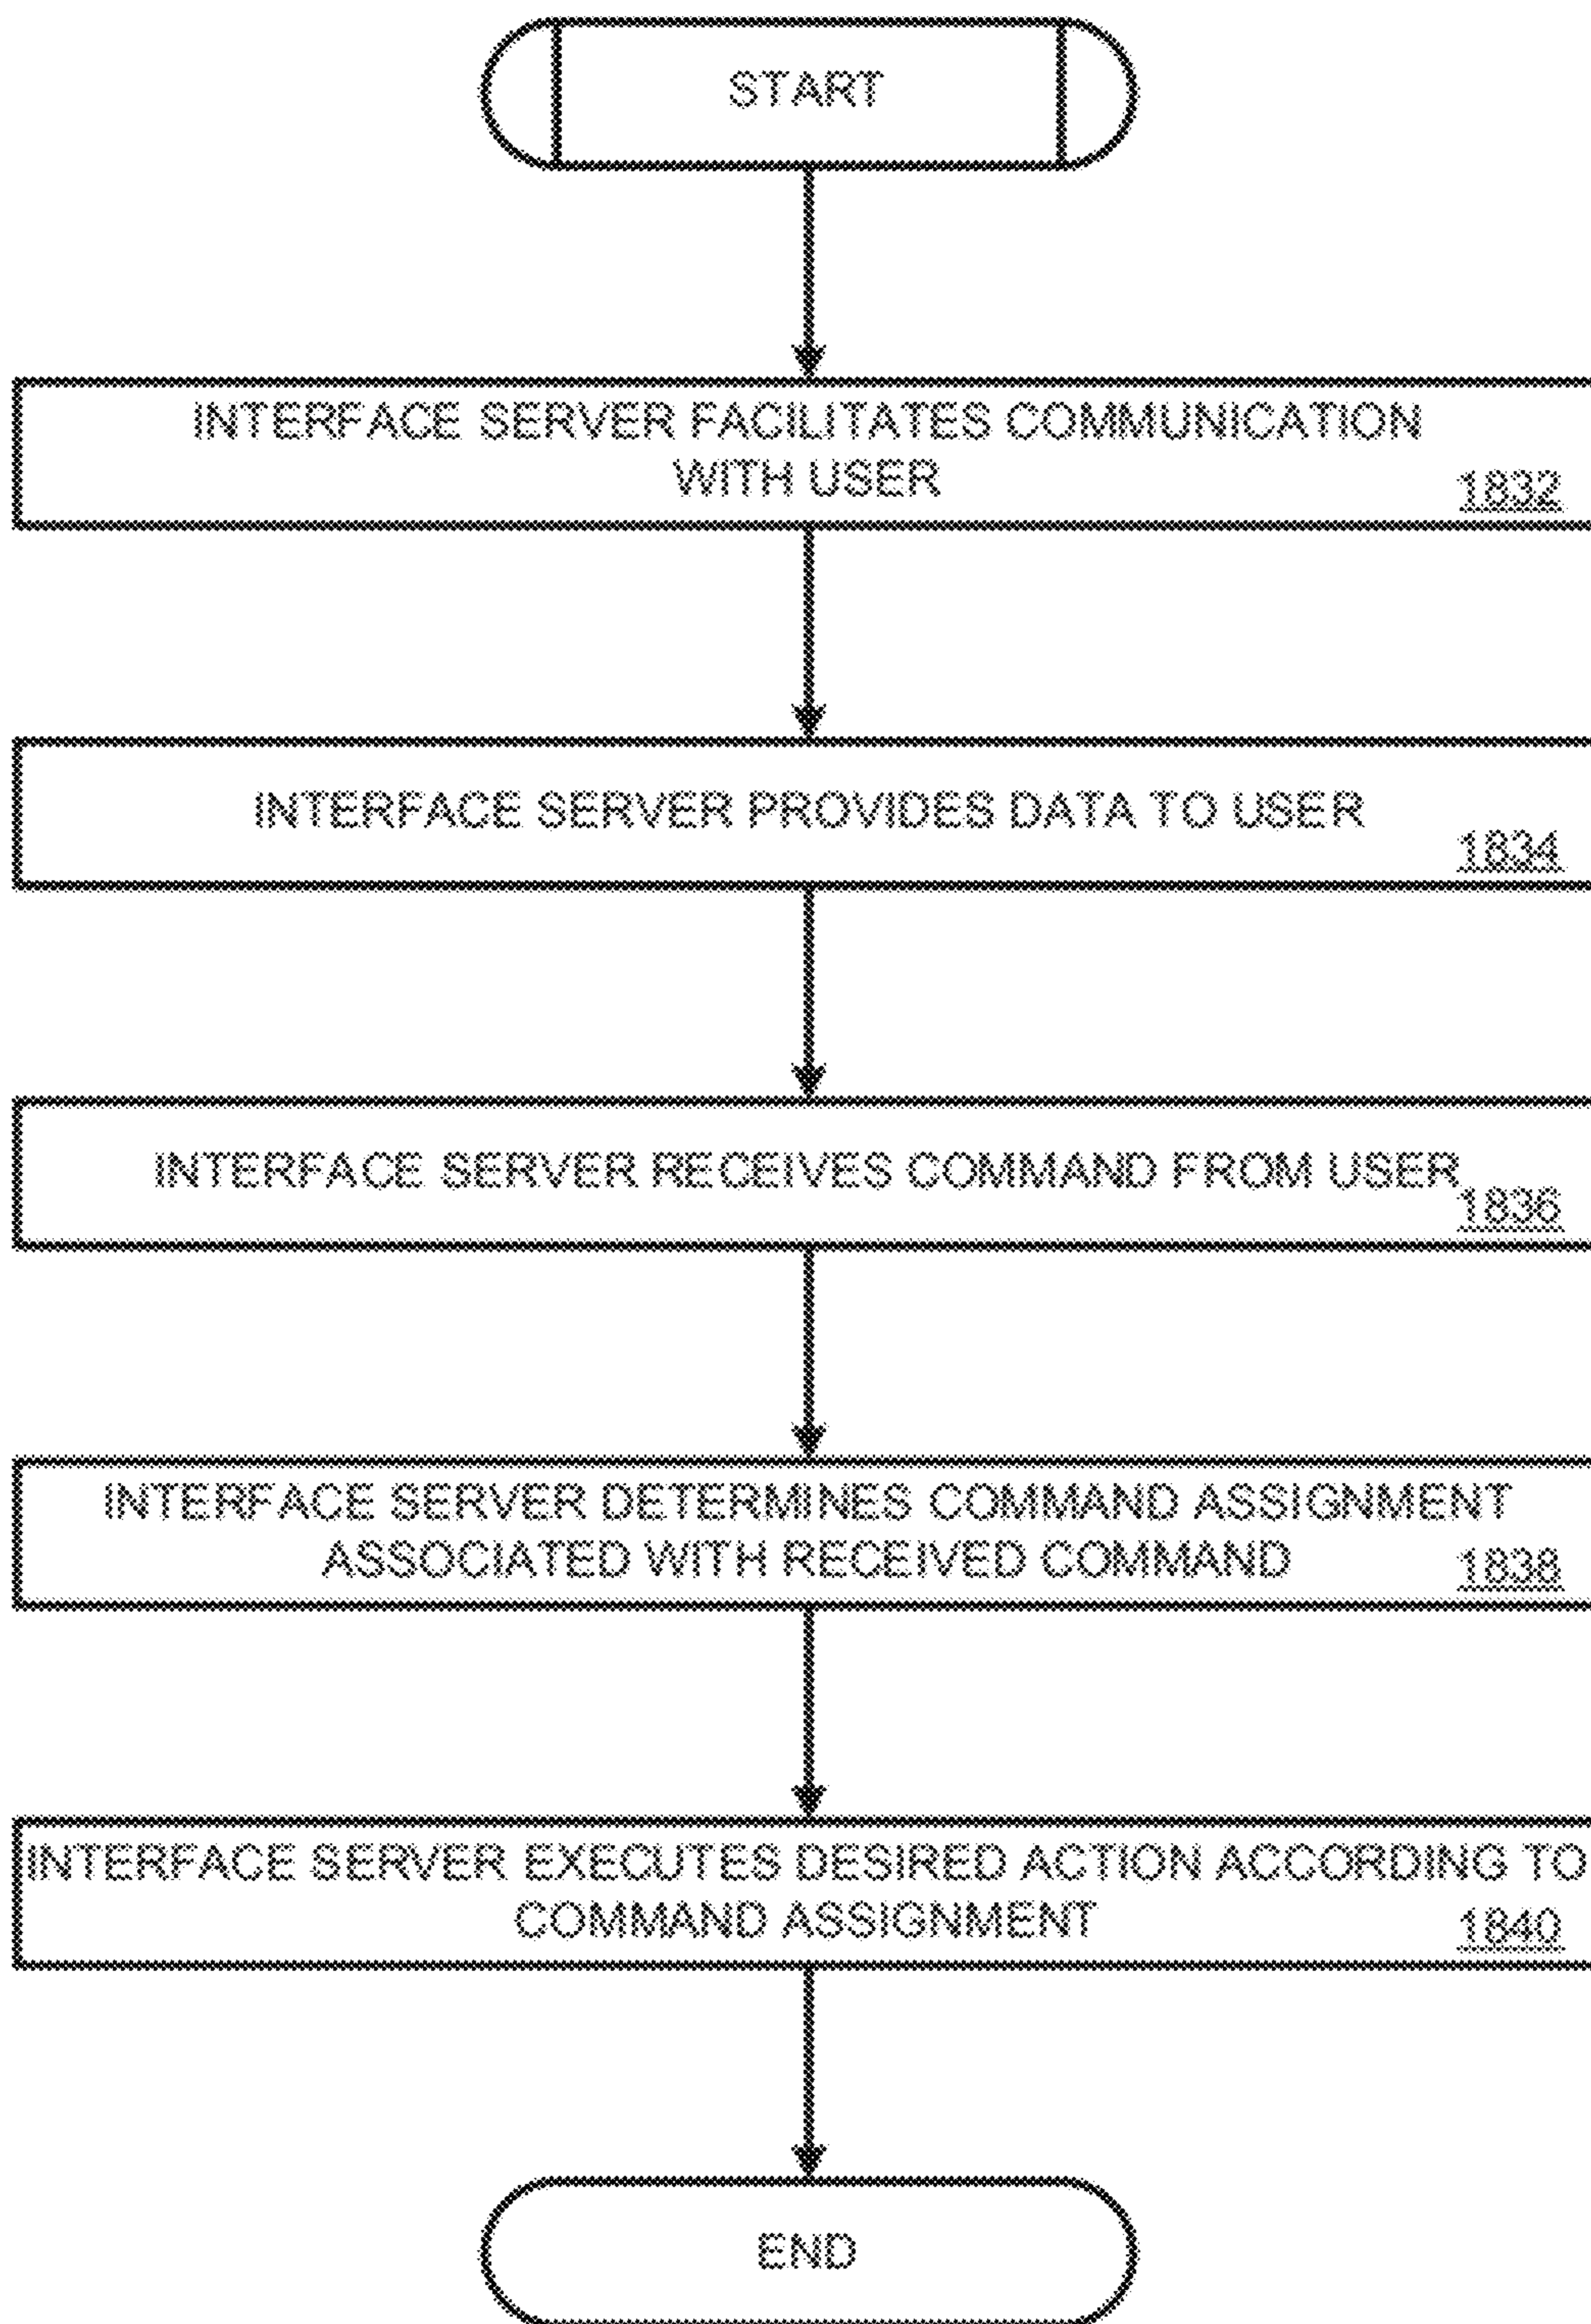 START
INTERFACE SERVER FACILITATES COMMUNICATION
WITH USER
1832
INTERFACE SERVER PROVIDES DATA TO USER
1834
INTERFACE SERVER RECEIVES COMMAND FROM USER
1836
INTERFACE SERVER DETERMINES COMMAND ASSIGNMENT
ASSOCIATED WITH RECEIVED COMMAND
1838
INTERFACE SERVER EXECUTES DESIRED ACTION ACCORDING TO
COMMAND ASSIGNMENT
1840
END